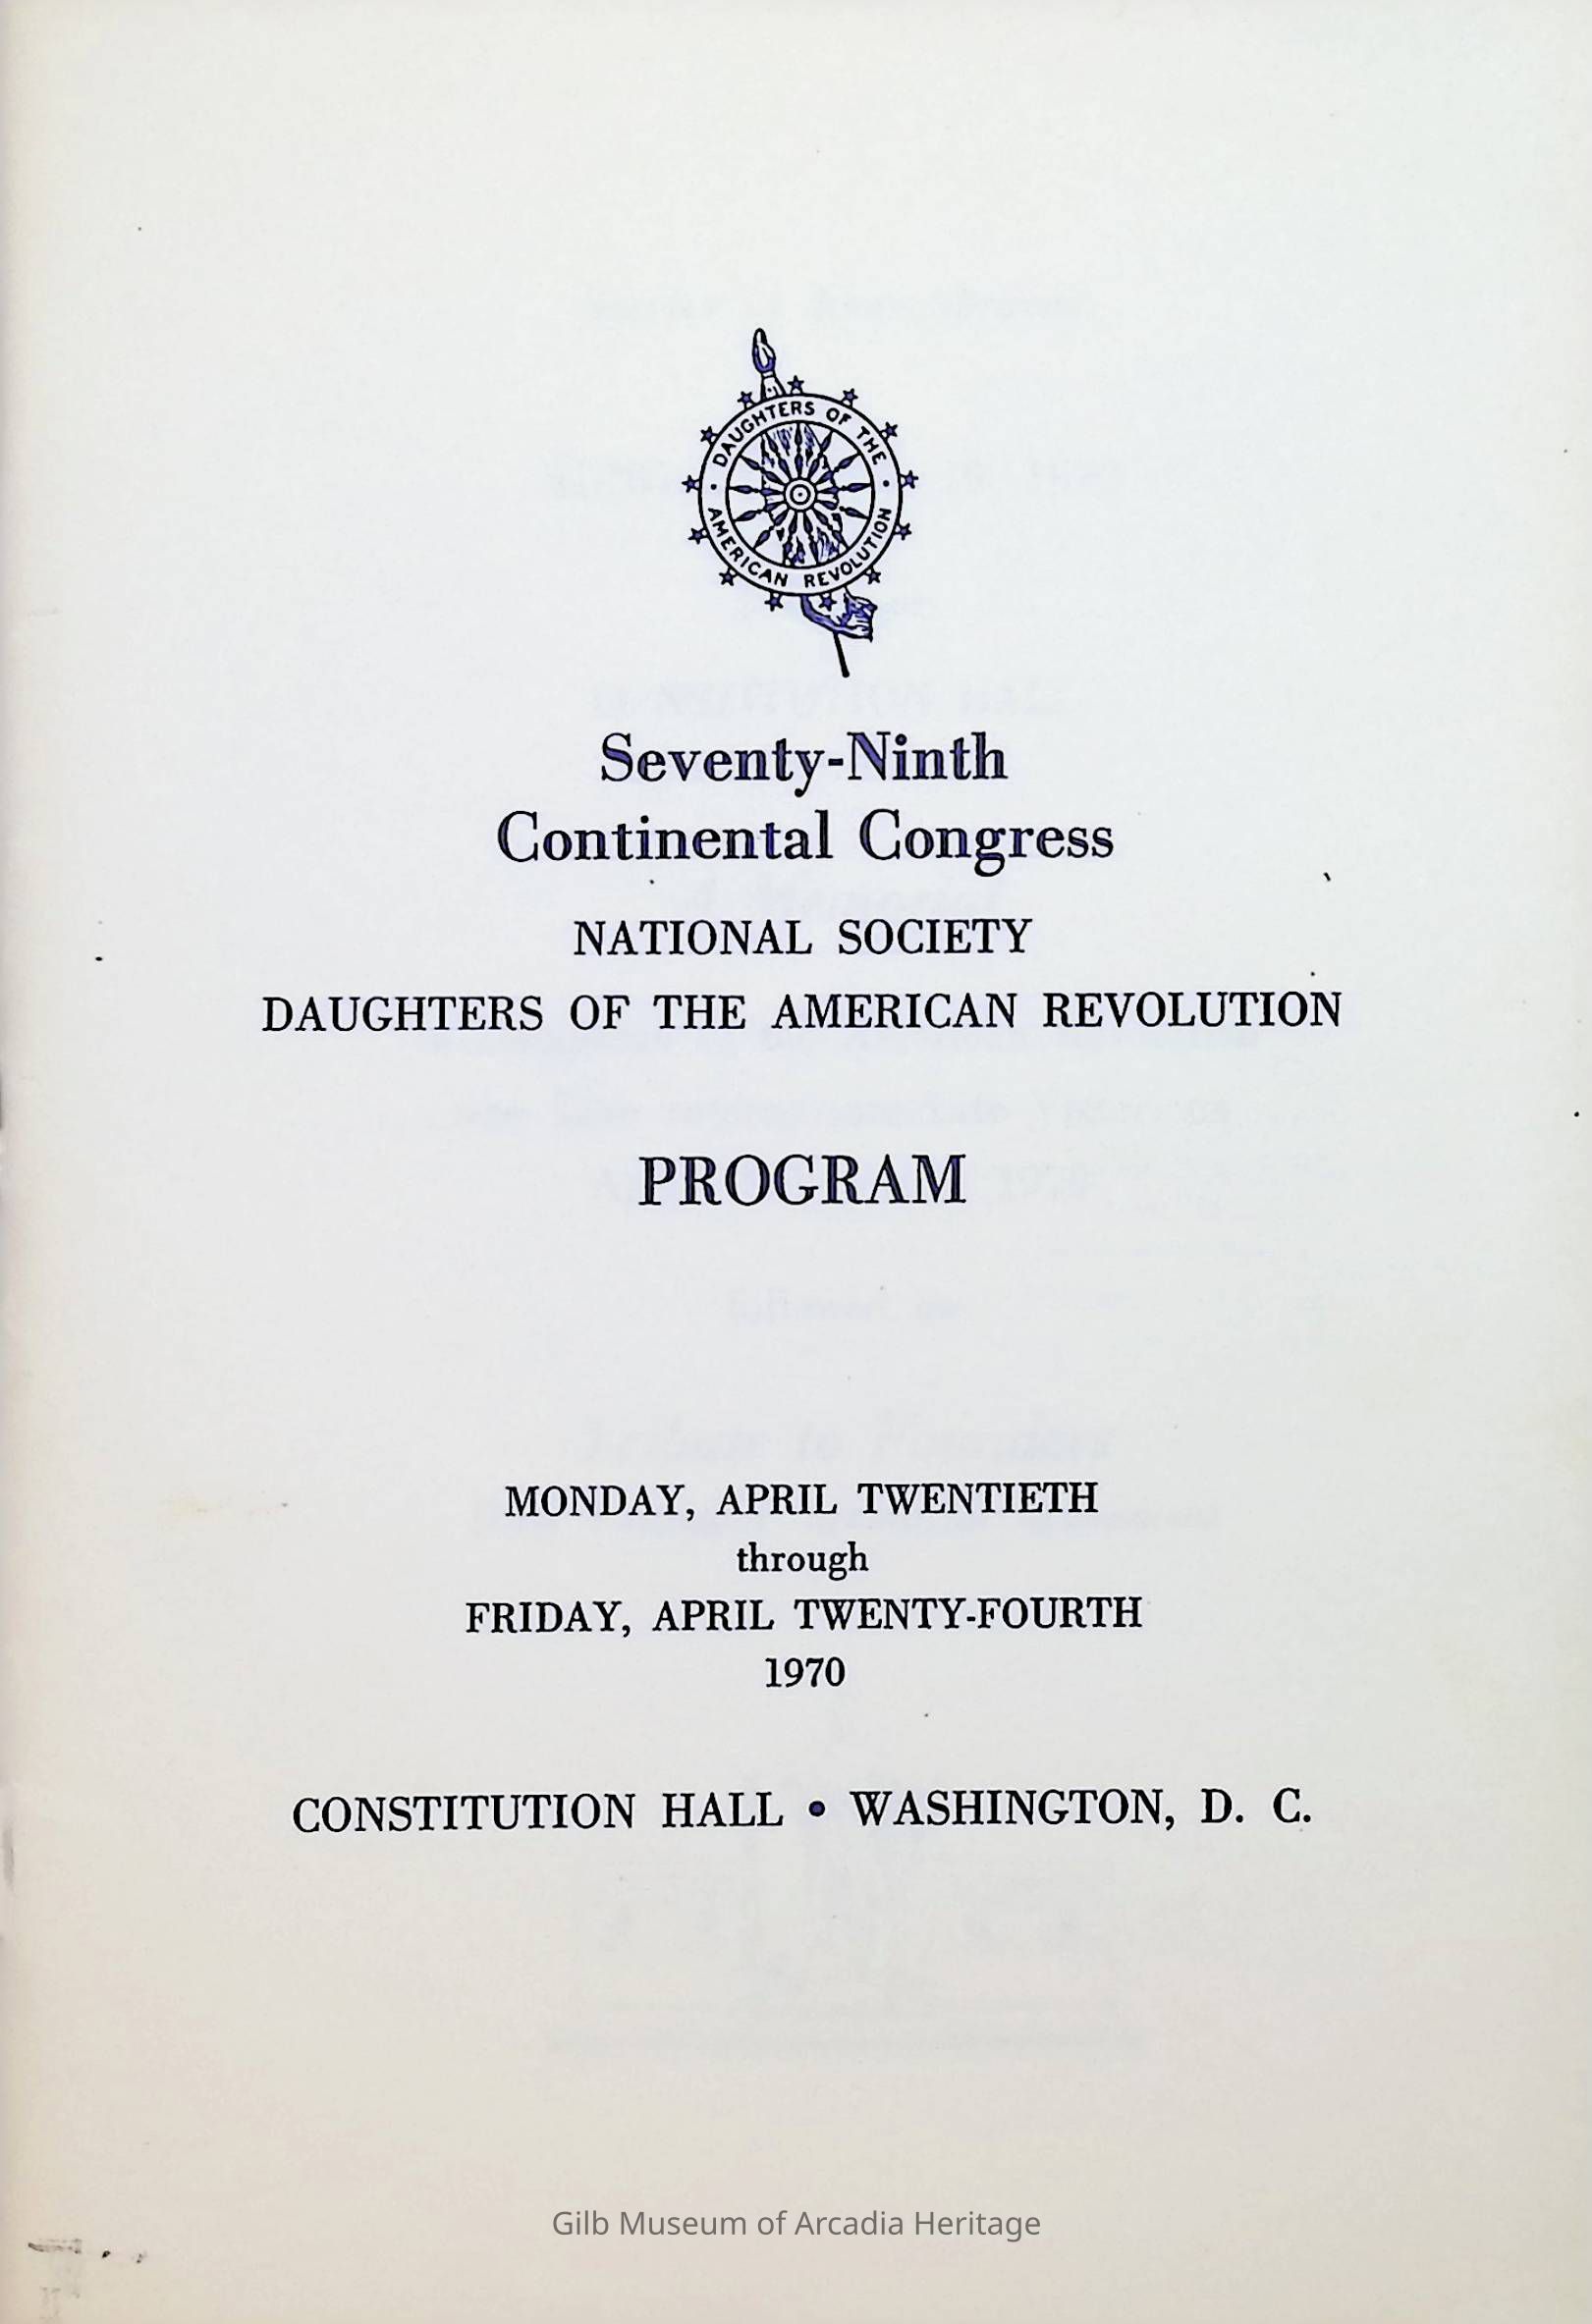 DAUGHTERS OF THE
AMERICAN REVOLUTION
Seventy-Ninth
Continental Congress
NATIONAL SOCIETY
DAUGHTERS OF THE AMERICAN REVOLUTION
PROGRAM
MONDAY, APRIL TWENTIETH
through
FRIDAY, APRIL TWENTY-FOURTH
1970
CONSTITUTION HALL • WASHINGTON, D. C.
Gilb Museum of Arcadia Heritage